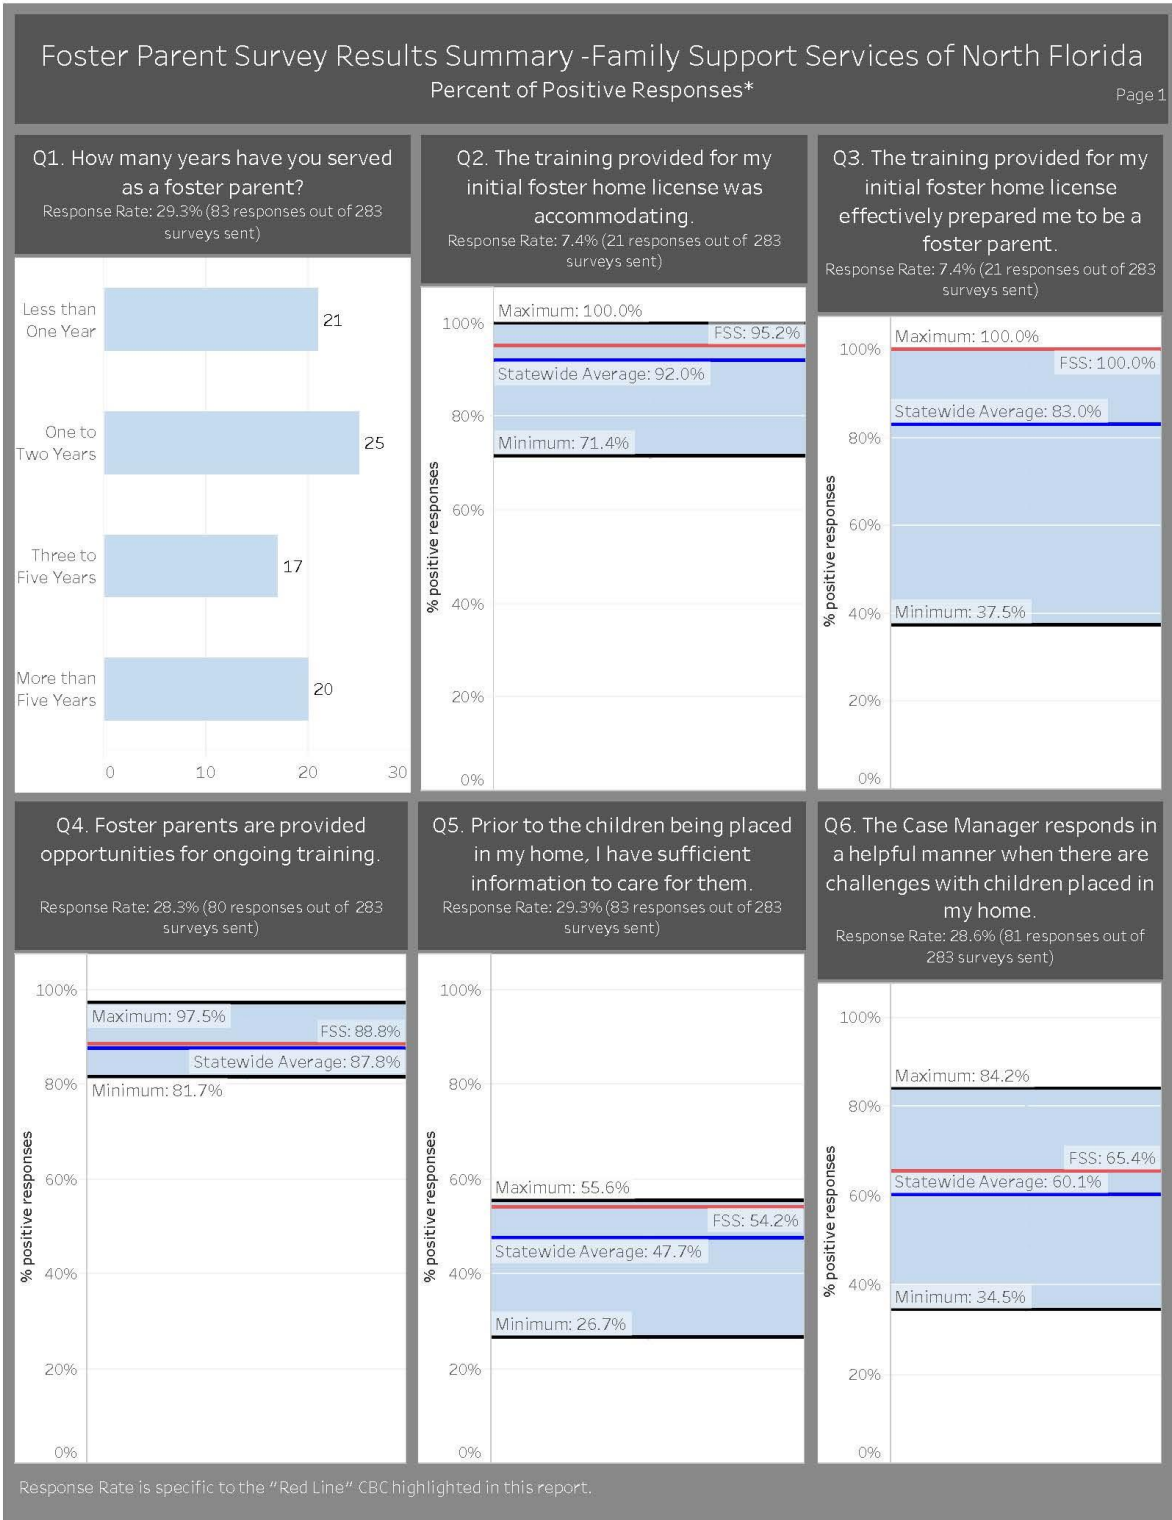 Foster Parent Survey Results Summary -Family Support Services of North Florida
Percent of Positive Responses*
Page 1
Q1. How many years have you served
as a foster parent?
Response Rate: 29.3% (83 responses out of 283
surveys sent)
Less than
One Year
21
One to
Two Years
25
Three to
Five Years
17
More than
Five Years
20
0
10
20
30
Q2. The training provided for my
initial foster home license was
accommodating.
Response Rate: 7.4% (21 responses out of 283
surveys sent)
% positive responses
100%
80%
60%
40%
20%
0%
Maximum: 100.0%
FSS: 95.2%
Statewide Average: 92.0%
Minimum: 71.4%
Q3. The training provided for my
initial foster home license
effectively prepared me to be a
foster parent.
Response Rate: 7.4% (21 responses out of 283
surveys sent)
% positive responses
100%
80%
60%
40%
20%
0%
Maximum: 100.0%
FSS: 100.0%
Statewide Average: 83.0%
Minimum: 37.5%
Q4. Foster parents are provided
opportunities for ongoing training.
Response Rate: 28.3% (80 responses out of 283
surveys sent)
% positive responses
100%
80%
60%
40%
20%
0%
Maximum: 97.5%
FSS: 88.8%
Statewide Average: 87.8%
Minimum: 81.7%
Q5. Prior to the children being placed
in my home, I have sufficient
information to care for them.
Response Rate: 29.3% (83 responses out of 283
surveys sent)
% positive responses
100%
80%
60%
40%
20%
0%
Maximum: 55.6%
FSS: 54.2%
Statewide Average: 47.7%
Minimum: 26.7%
Q6. The Case Manager responds in
a helpful manner when there are
challenges with children placed in
my home.
Response Rate: 28.6% (81 responses out of
283 surveys sent)
% positive responses
100%
80%
60%
40%
20%
0%
Maximum: 84.2%
FSS: 65.4%
Statewide Average: 60.1%
Minimum: 34.5%
Response Rate is specific to the "Red Line" CBC highlighted in this report.